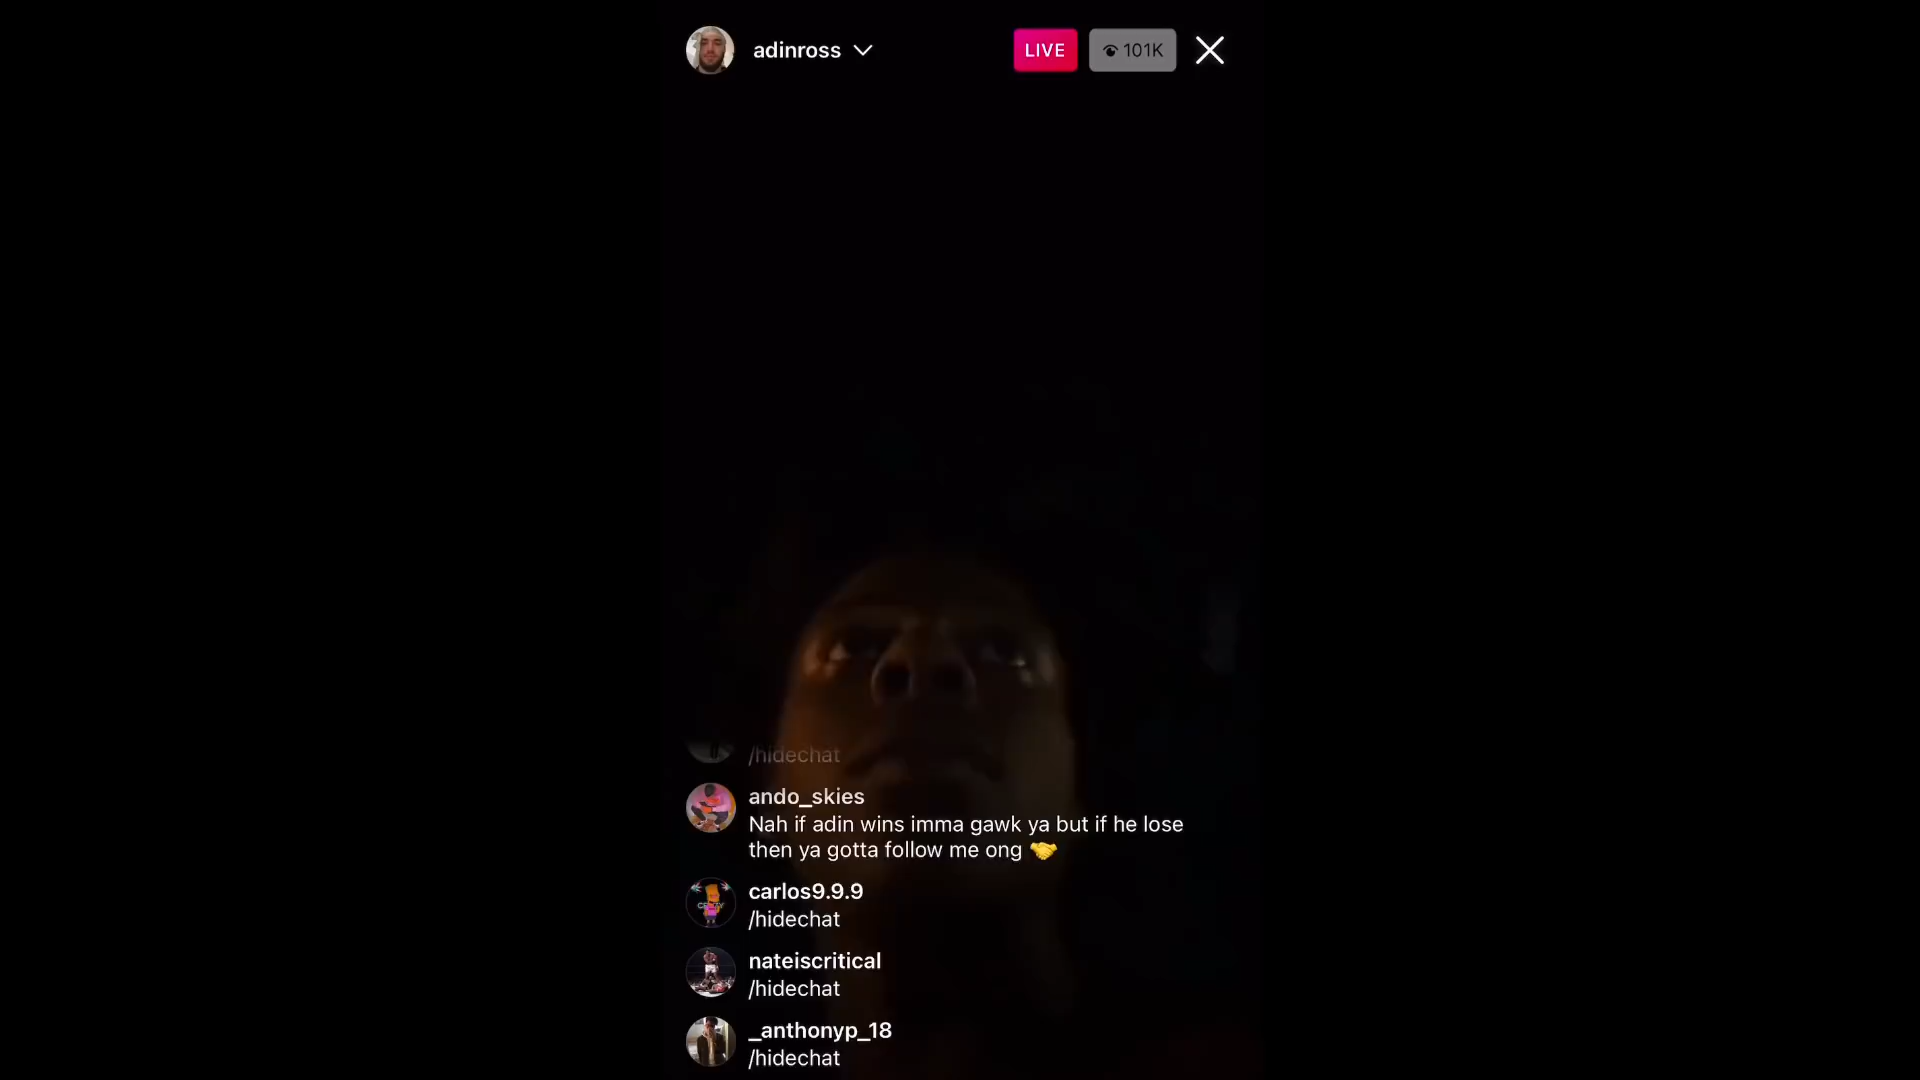 adinross
LIVE
101K
/hidechat
ando_skies
Nah if adin wins imma gawk ya but if he lose
then ya gotta follow me ong 🤝
carlos9.9.9
/hidechat
nateiscritical
/hidechat
_anthonyp_18
/hidechat